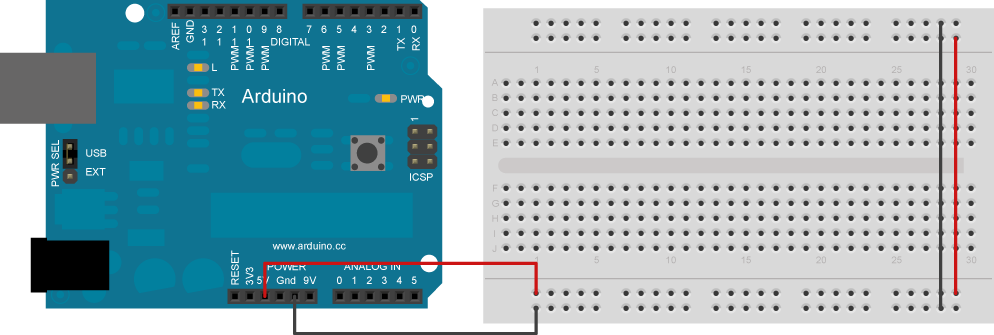 AREF
GND
13
12
11 PWM
10 PWM
9 PWM
8
DIGITAL
7
6 PWM
5 PWM
4
3 PWM
2
1 TX
0 RX
L
TX
RX
Arduino
PWR
1
ICSP
PWR SEL
USB
EXT
www.arduino.cc
POWER
ANALOG IN
RESET
3V3
5V
Gnd
9V
0 1 2 3 4 5
1 5 10 15 20 25 30
A
B
C
D
E
F
G
H
I
J
1 5 10 15 20 25 30